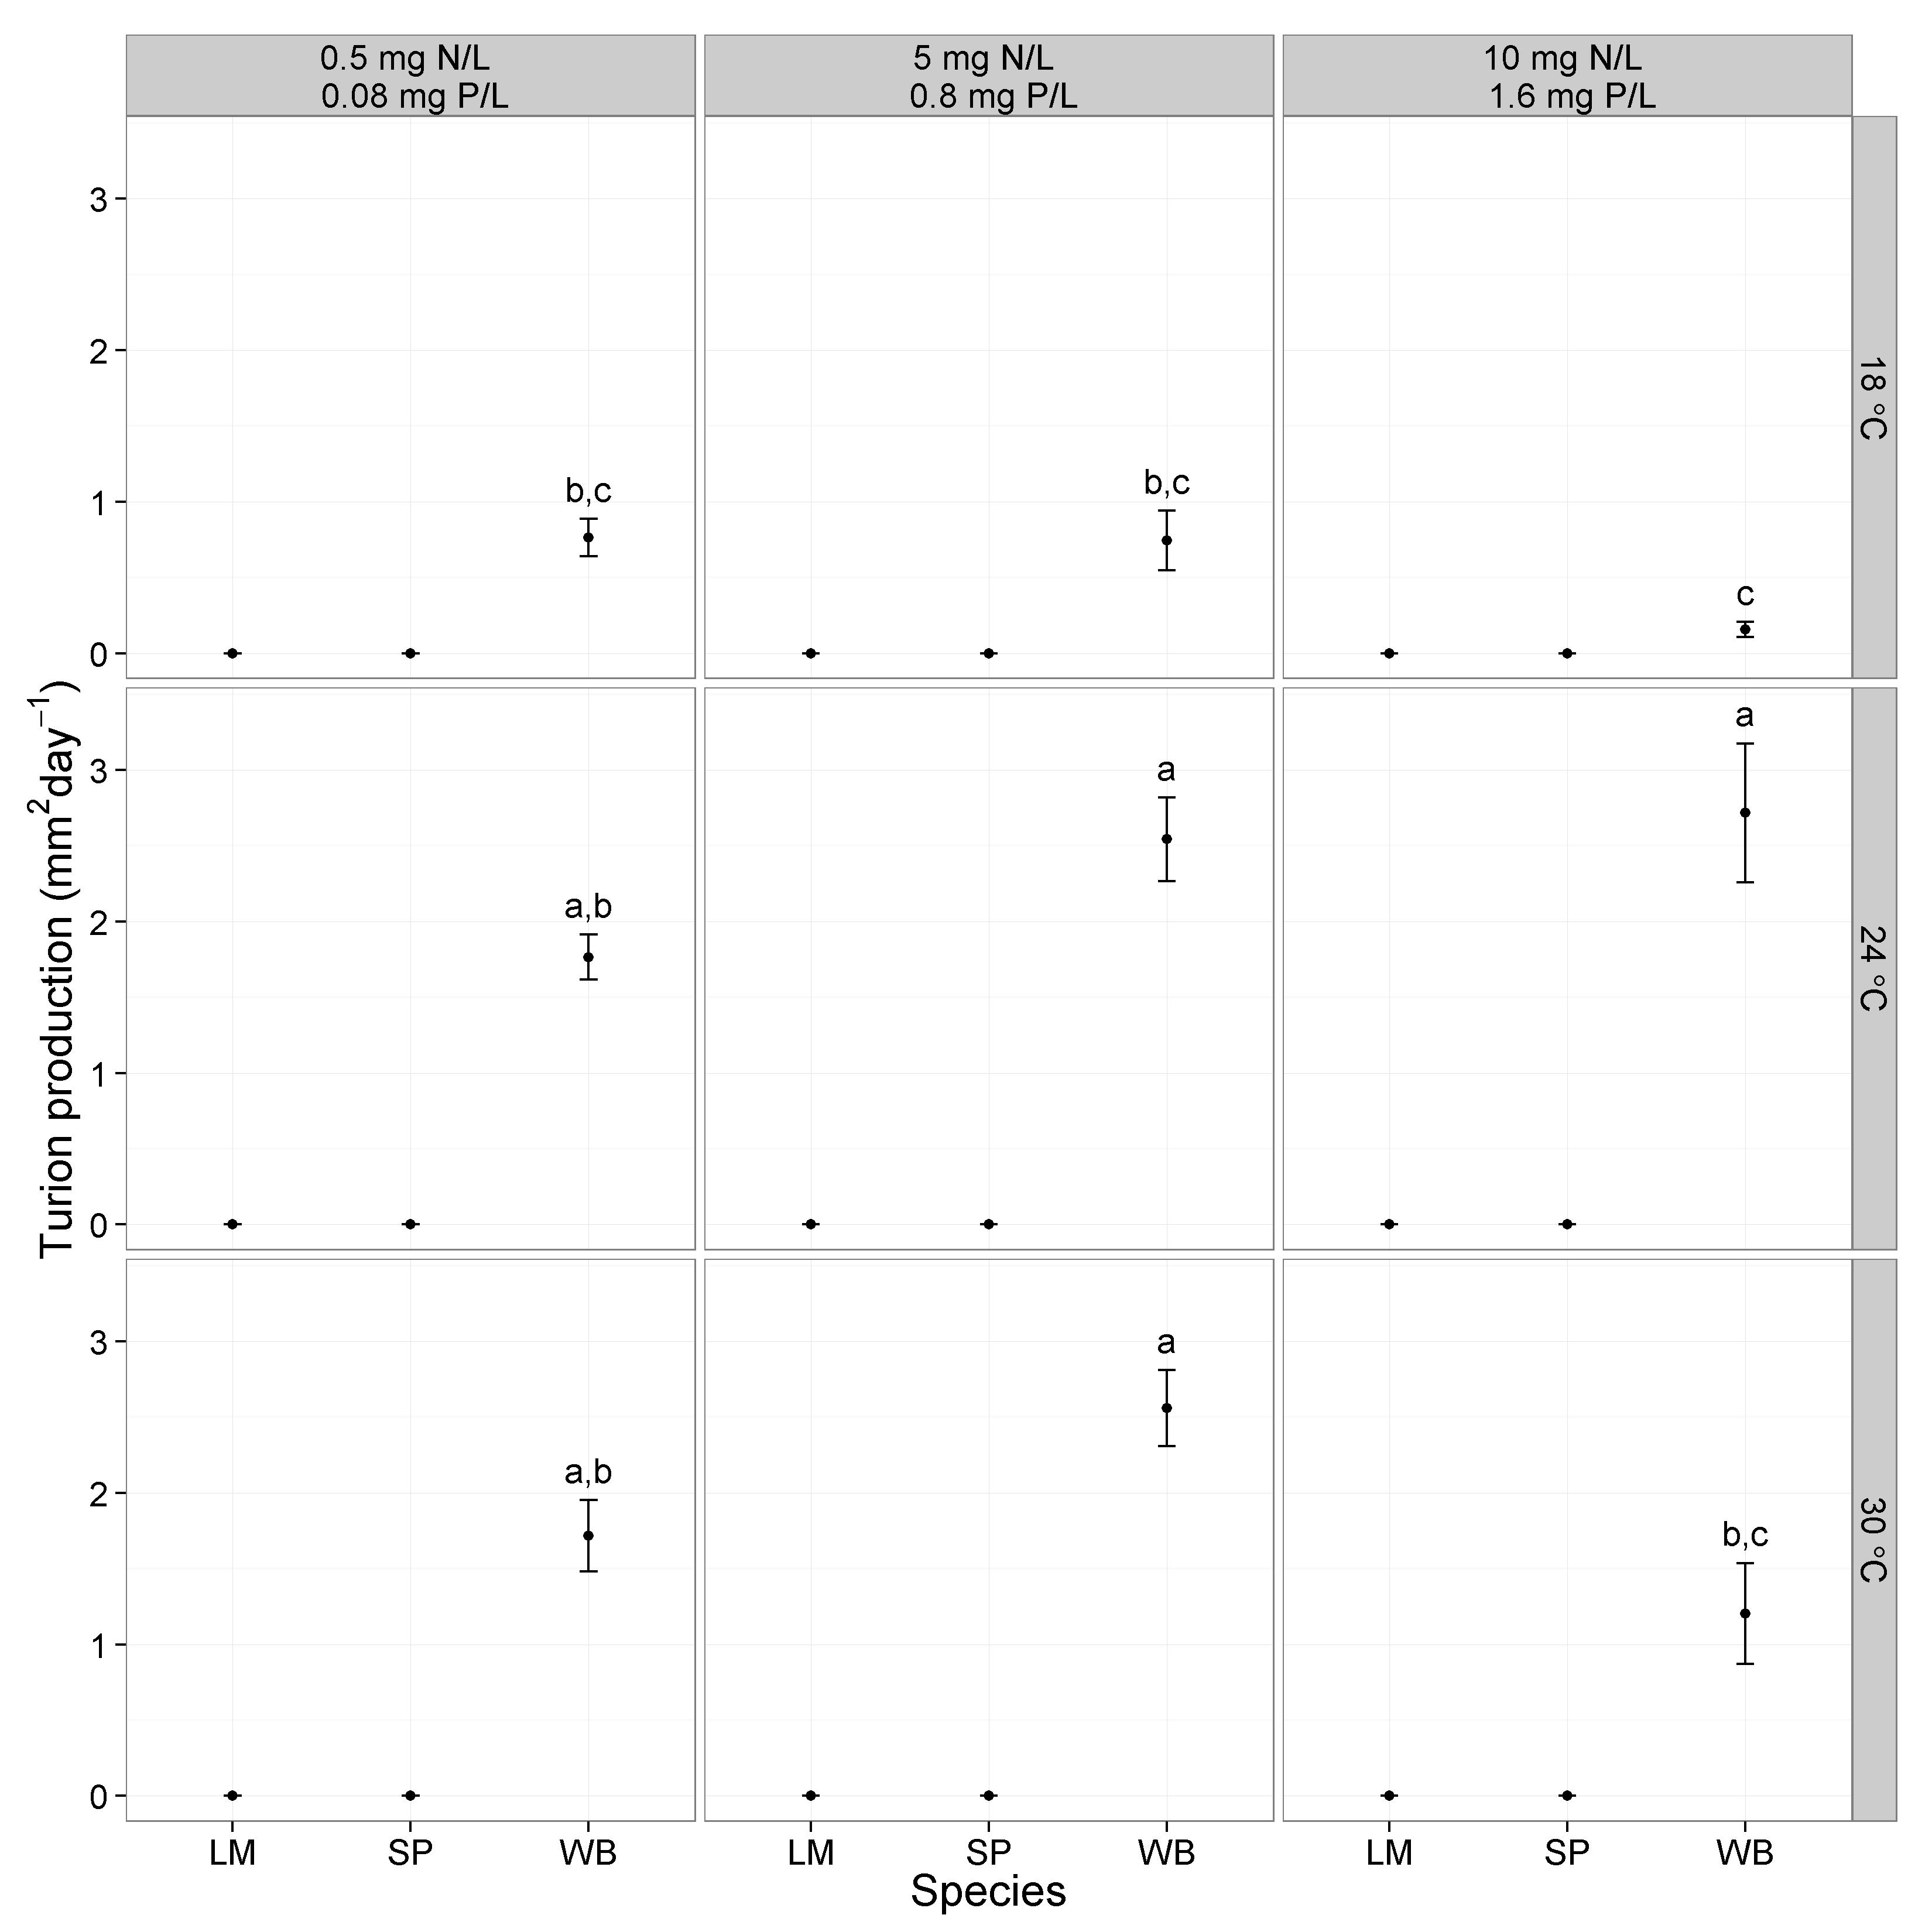 0.5 mg N/L
0.08 mg P/L
5 mg N/L
0.8 mg P/L
10 mg N/L
1.6 mg P/L
Turion production (mm² day⁻¹)
3
2
1
0
b,c
b,c
c
18 °C
3
2
1
0
a,b
a
a
24 °C
3
2
1
0
a,b
a
b,c
30 °C
LM SP WB LM SP WB LM SP WB
Species